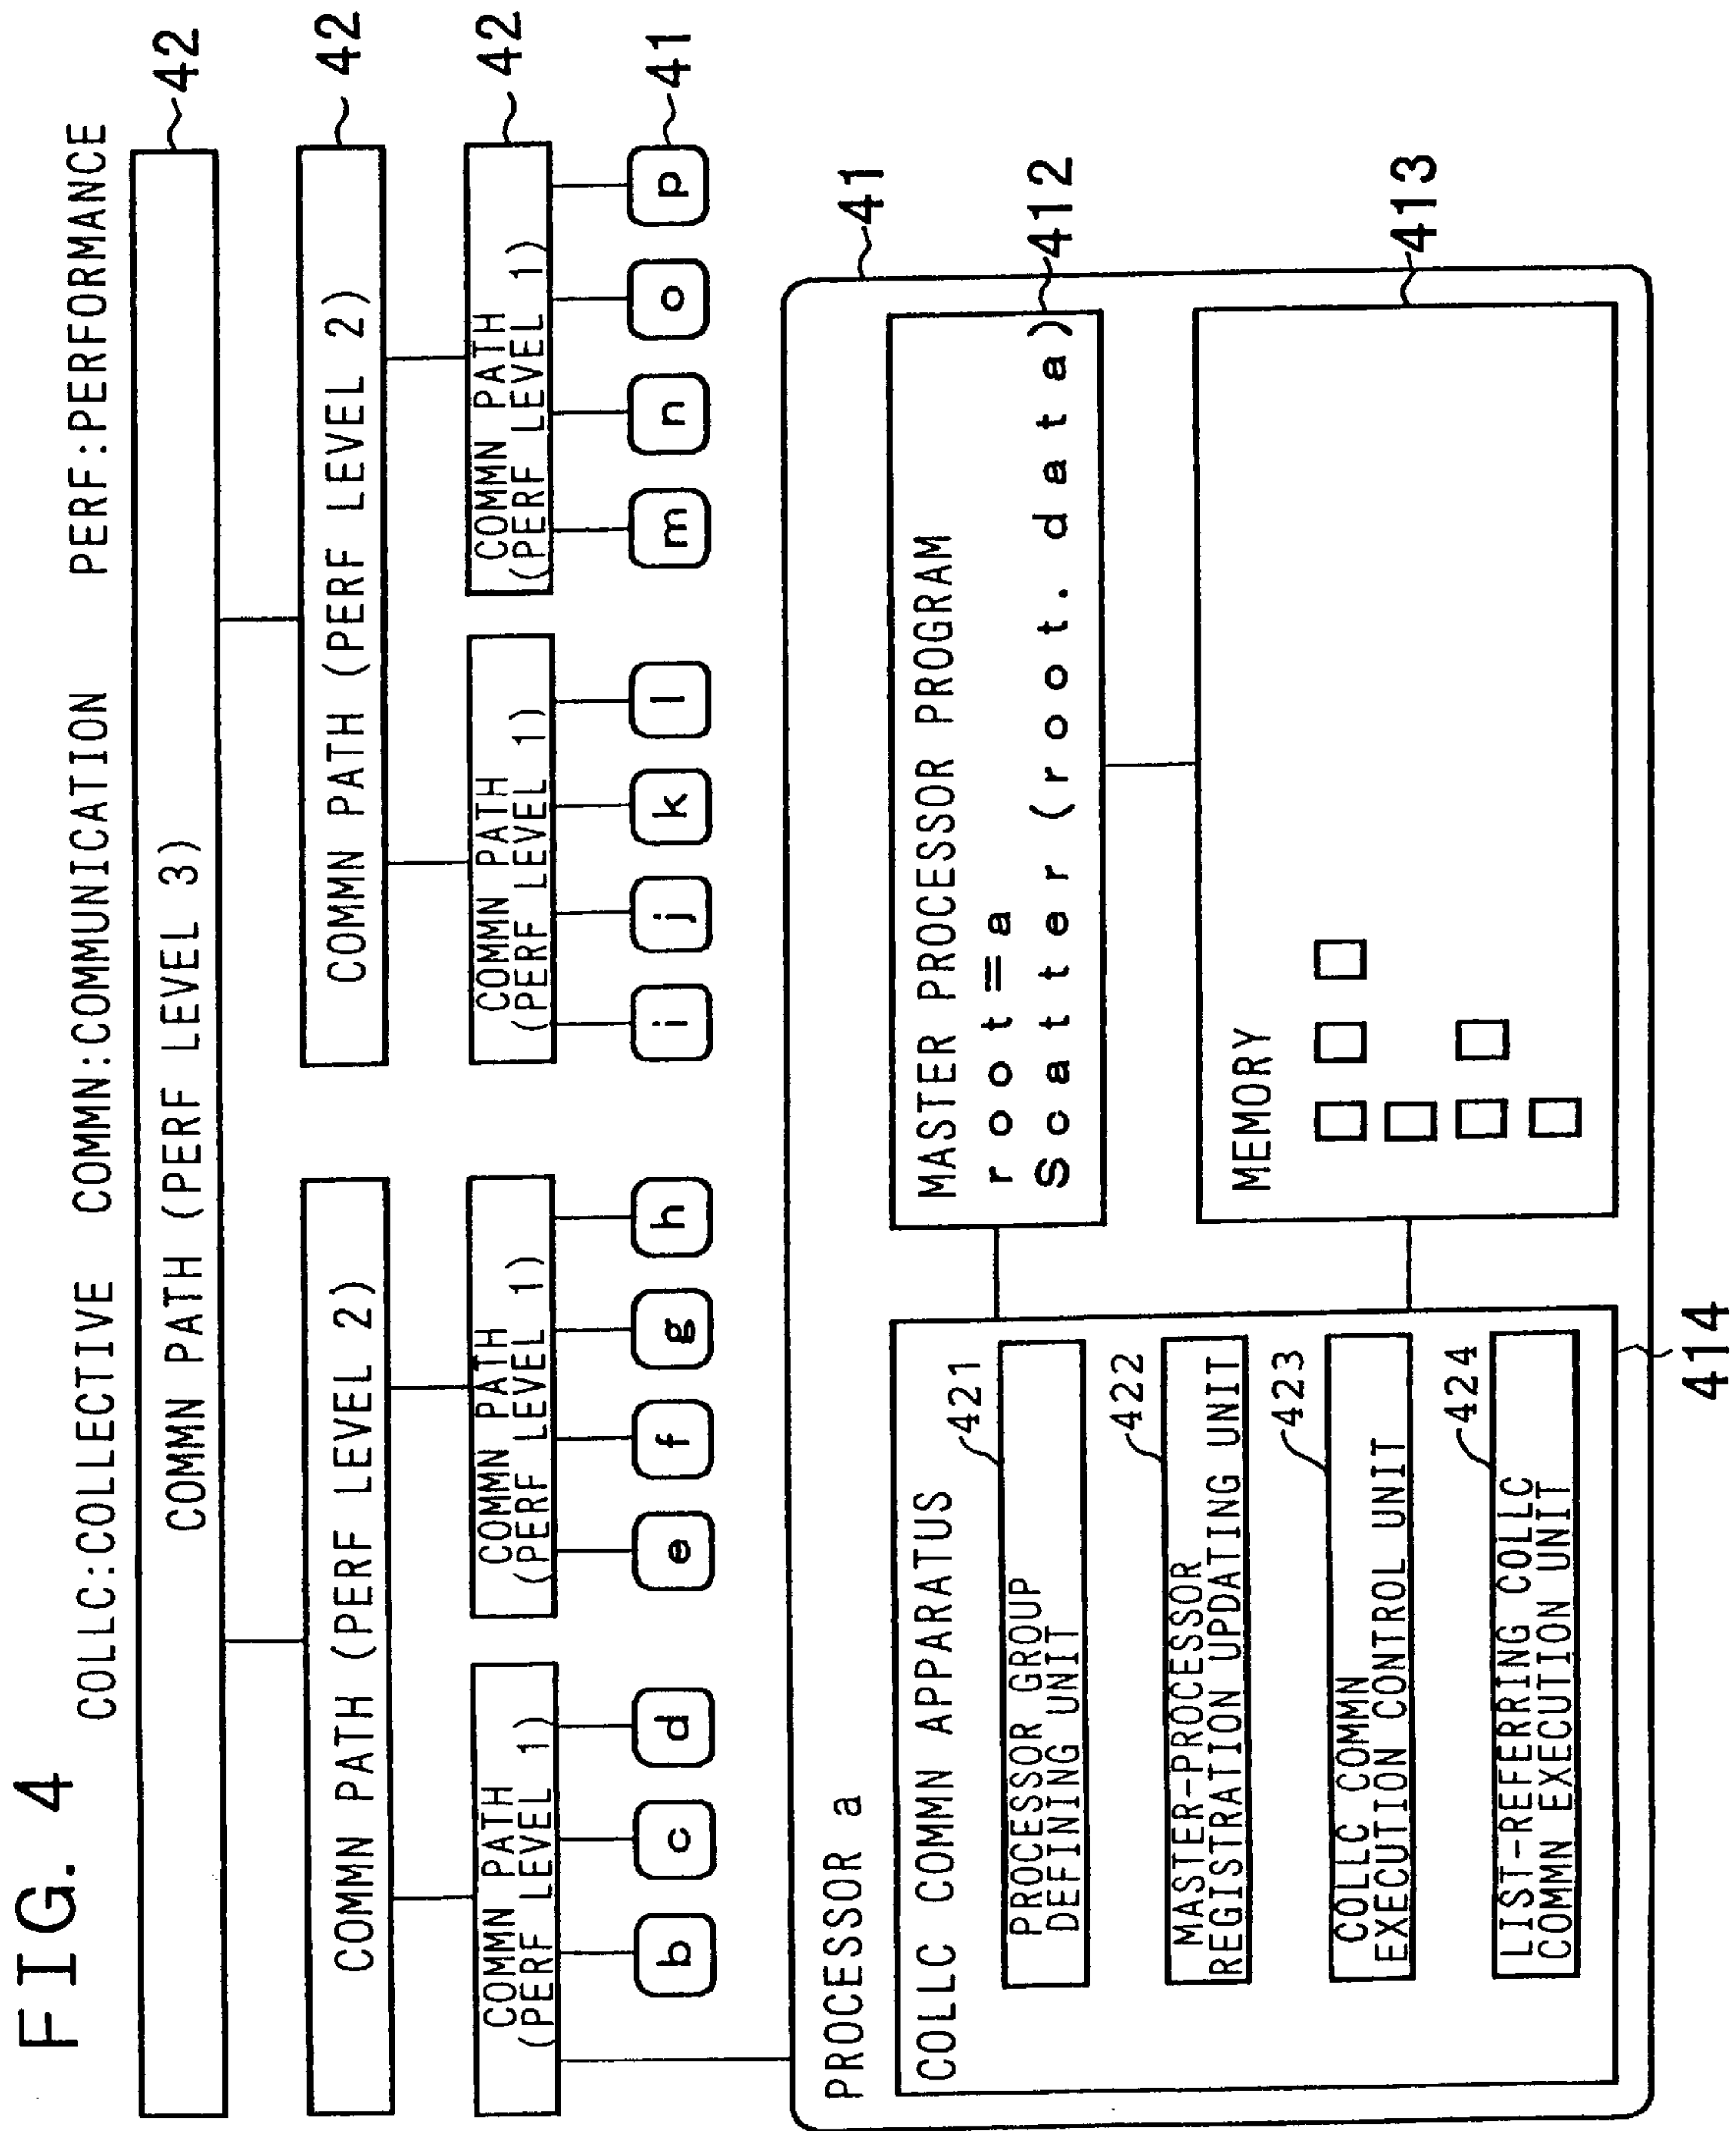 FIG. 4
COLLC:COLLECTIVE COMMN:COMMUNICATION PERF:PERFORMANCE
COMMN PATH (PERF LEVEL 3)
42
COMMN PATH (PERF LEVEL 2)
COMMN PATH (PERF LEVEL 2)
42
COMMN PATH
(PERF LEVEL 1)
COMMN PATH
(PERF LEVEL 1)
COMMN PATH
(PERF LEVEL 1)
COMMN PATH
(PERF LEVEL 1)
42
b c d e f g h i j k l m n o p
41
PROCESSOR a
41
COLLC COMMN APPARATUS
421
PROCESSOR GROUP
DEFINING UNIT
422
MASTER-PROCESSOR
REGISTRATION UPDATING UNIT
423
COLLC COMMN
EXECUTION CONTROL UNIT
424
LIST-REFERRING COLLC
COMMN EXECUTION UNIT
414
MASTER PROCESSOR PROGRAM
root=a
Scatter (root. data)
412
MEMORY
413